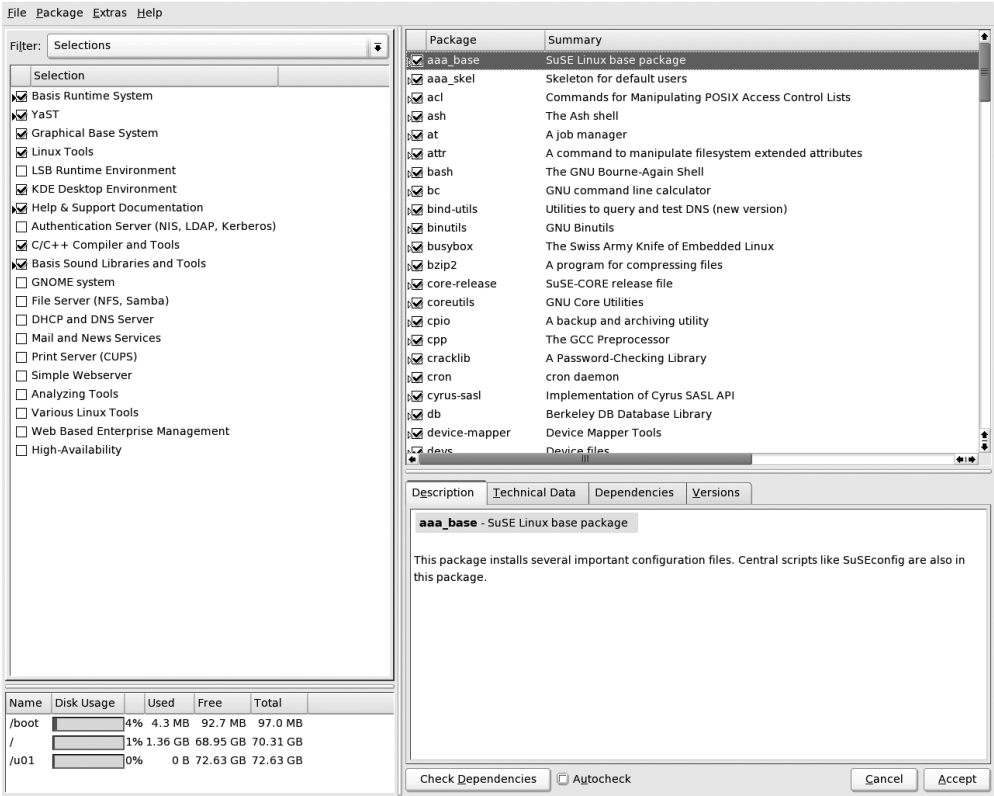 File Package Extras Help
Filter: Selections
Selection
Basis Runtime System
YaST
Graphical Base System
Linux Tools
LSB Runtime Environment
KDE Desktop Environment
Help & Support Documentation
Authentication Server (NIS, LDAP, Kerberos)
C/C++ Compiler and Tools
Basis Sound Libraries and Tools
GNOME system
File Server (NFS, Samba)
DHCP and DNS Server
Mail and News Services
Print Server (CUPS)
Simple Webserver
Analyzing Tools
Various Linux Tools
Web Based Enterprise Management
High-Availability
Name Disk Usage Used Free Total
/boot 4% 4.3 MB 92.7 MB 97.0 MB
/ 1% 1.36 GB 68.95 GB 70.31 GB
/u01 0% 0 B 72.63 GB 72.63 GB
Package Summary
aaa_base SuSE Linux base package
aaa_skel Skeleton for default users
acl Commands for Manipulating POSIX Access Control Lists
ash The Ash shell
at A job manager
attr A command to manipulate filesystem extended attributes
bash The GNU Bourne-Again Shell
bc GNU command line calculator
bind-utils Utilities to query and test DNS (new version)
binutils GNU Binutils
busybox The Swiss Army Knife of Embedded Linux
bzip2 A program for compressing files
core-release SuSE-CORE release file
coreutils GNU Core Utilities
cpio A backup and archiving utility
cpp The GCC Preprocessor
cracklib A Password-Checking Library
cron cron daemon
cyrus-sasl Implementation of Cyrus SASL API
db Berkeley DB Database Library
device-mapper Device Mapper Tools
devs Device files
Description Technical Data Dependencies Versions
aaa_base - SuSE Linux base package
This package installs several important configuration files. Central scripts like SuSEconfig are also in
this package.
Check Dependencies Autocheck Cancel Accept